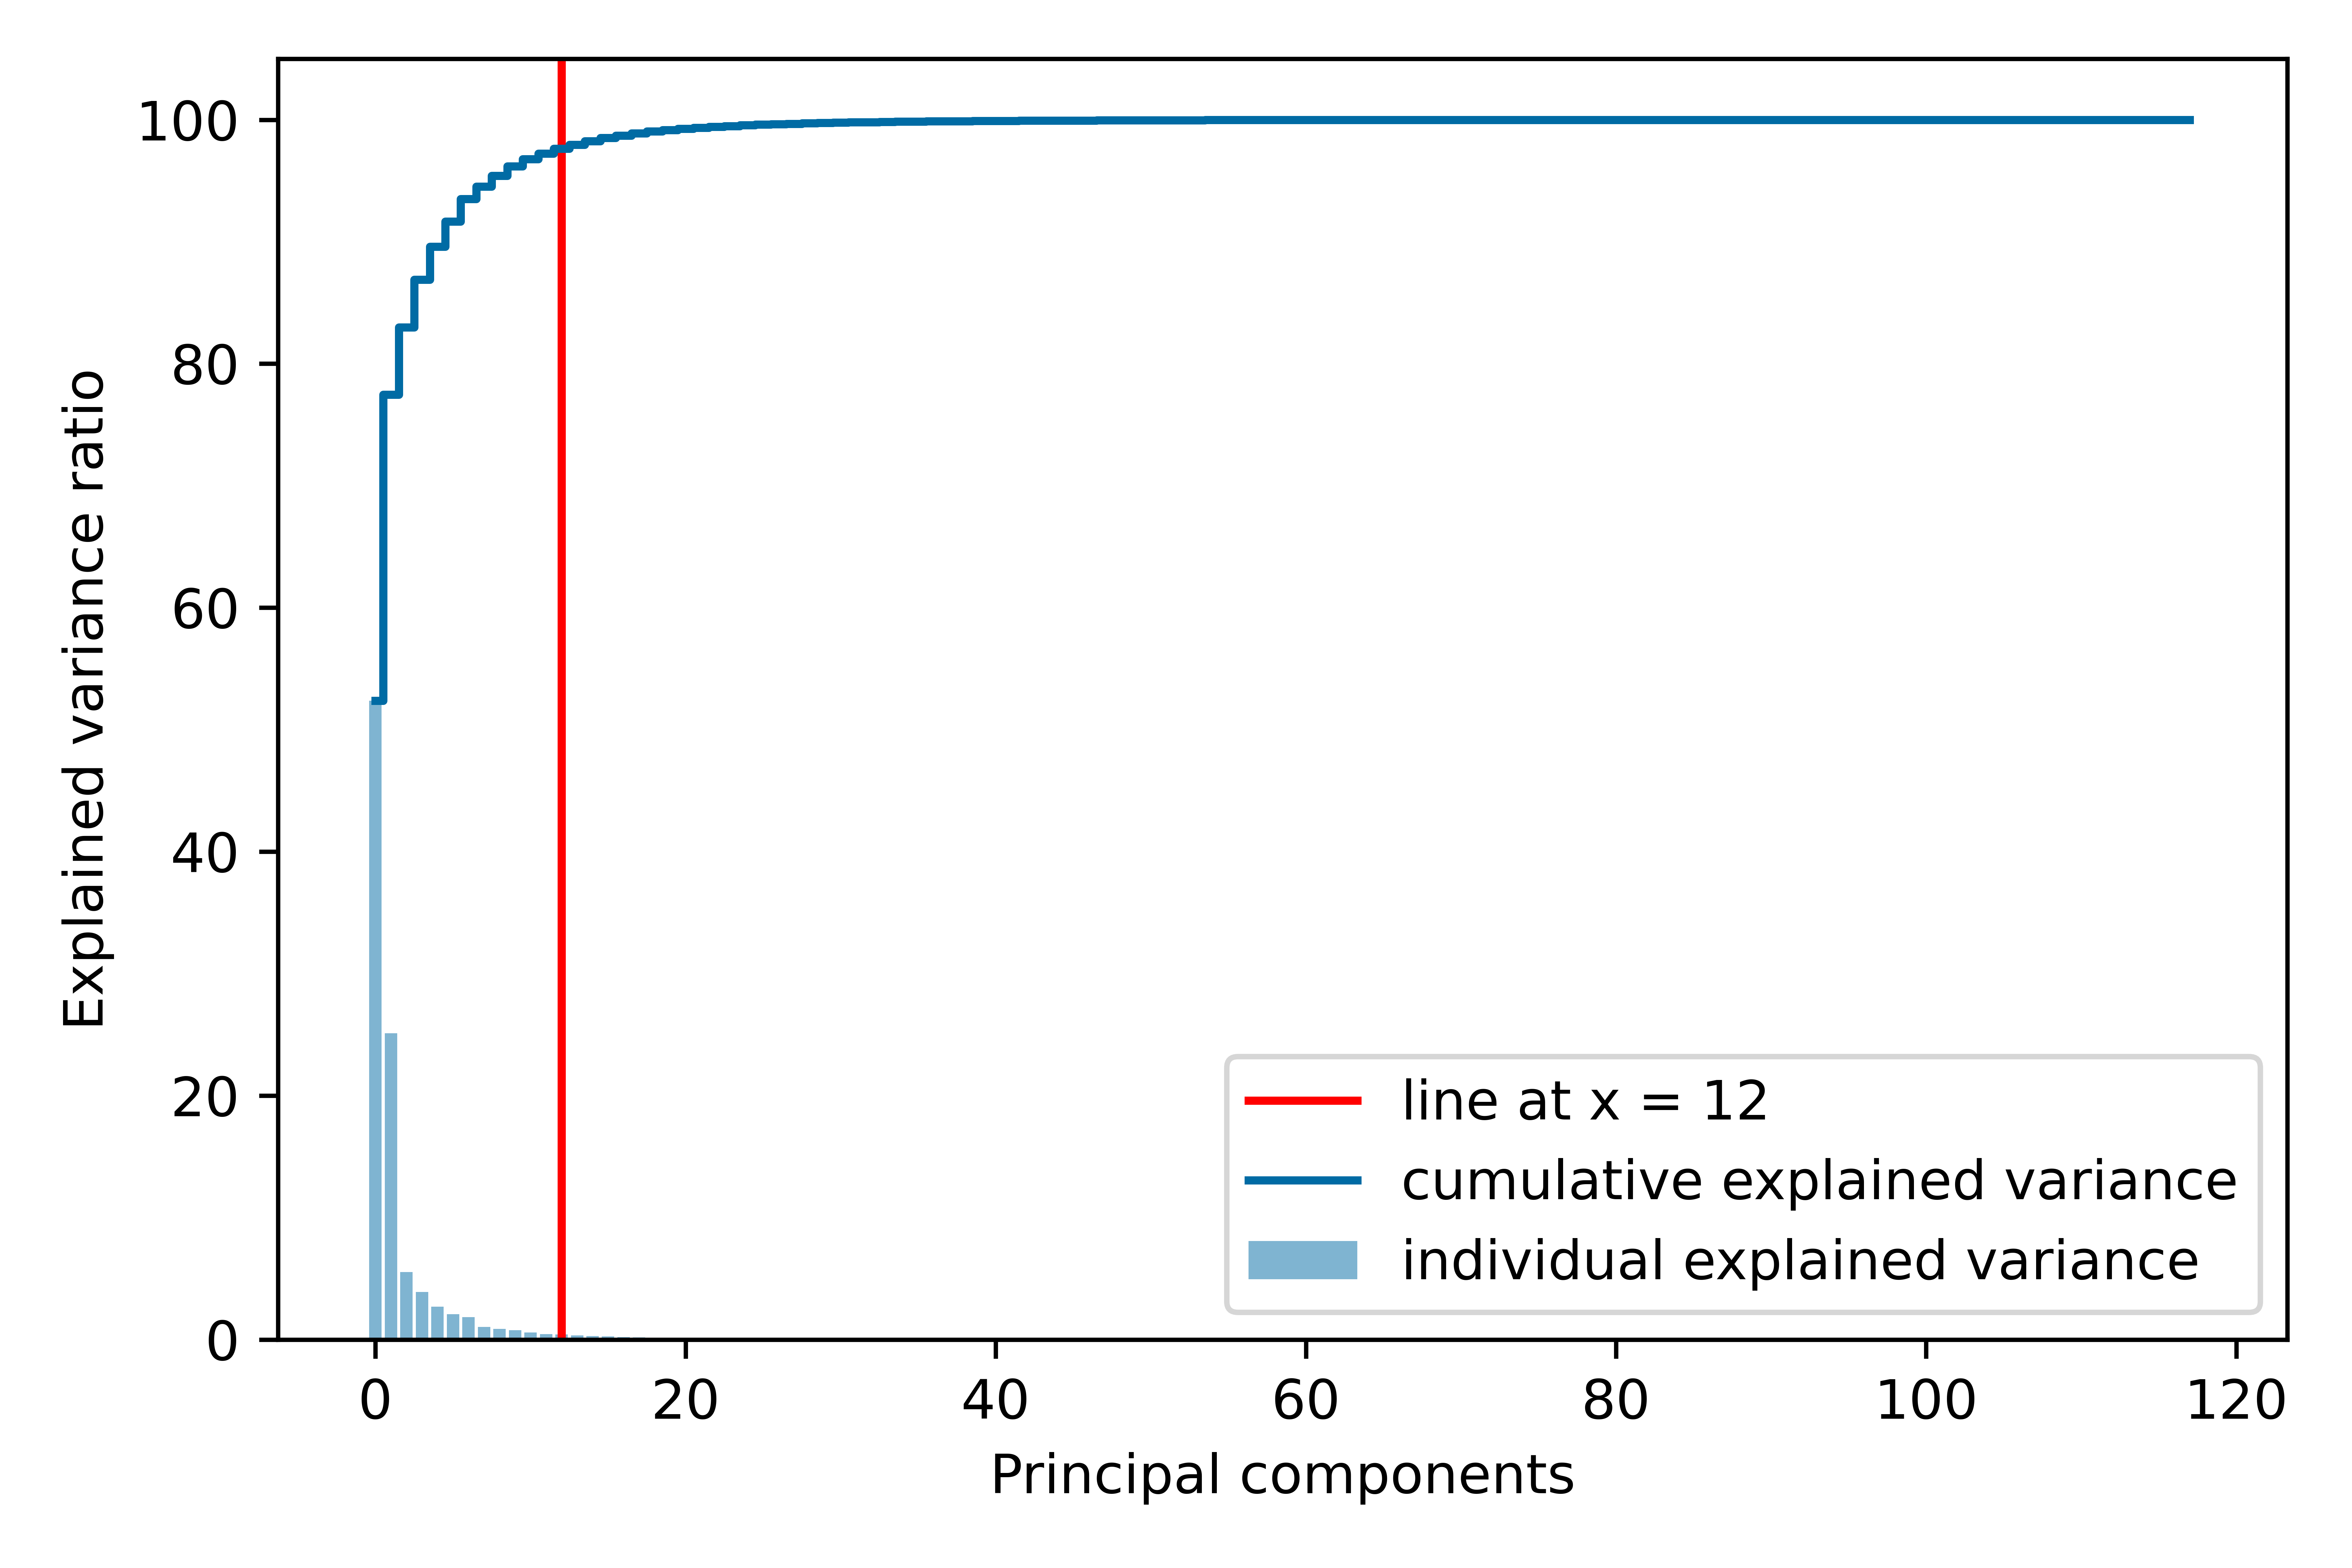 100
80
60
40
20
0
Explained variance ratio
line at x = 12
cumulative explained variance
individual explained variance
0 20 40 60 80 100 120
Principal components